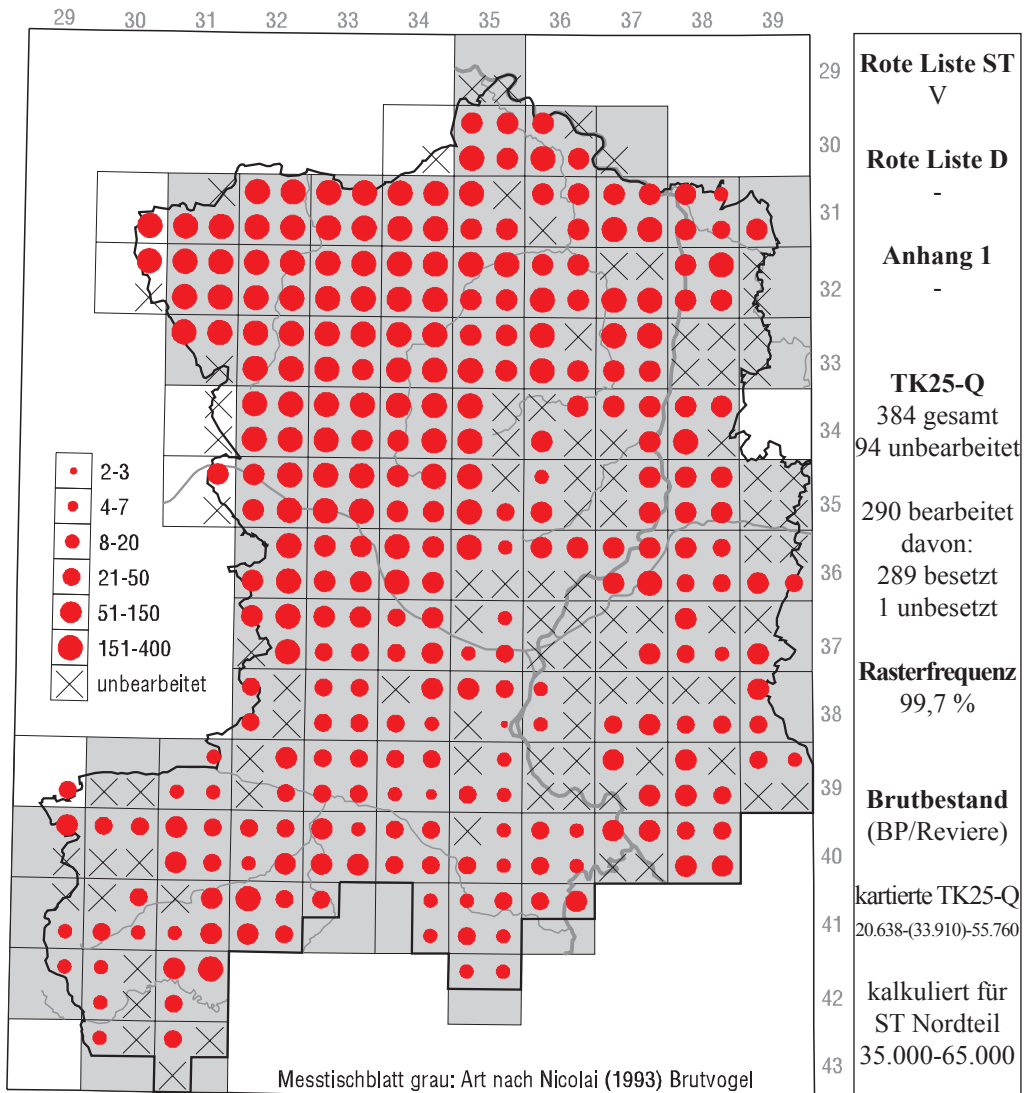 29 30 31 32 33 34 35 36 37 38 39
29
30
31
32
33
34
35
36
37
38
39
40
41
42
43
2-3
4-7
8-20
21-50
51-150
151-400
unbearbeitet
Messtischblatt grau: Art nach Nicolai (1993) Brutvogel
Rote Liste ST
V
Rote Liste D
-
Anhang 1
-
TK25-Q
384 gesamt
94 unbearbeitet
290 bearbeitet
davon:
289 besetzt
1 unbesetzt
Rasterfrequenz
99,7 %
Brutbestand
(BP/Reviere)
kartierte TK25-Q
20.638-(33.910)-55.760
kalkuliert für
ST Nordteil
35.000-65.000